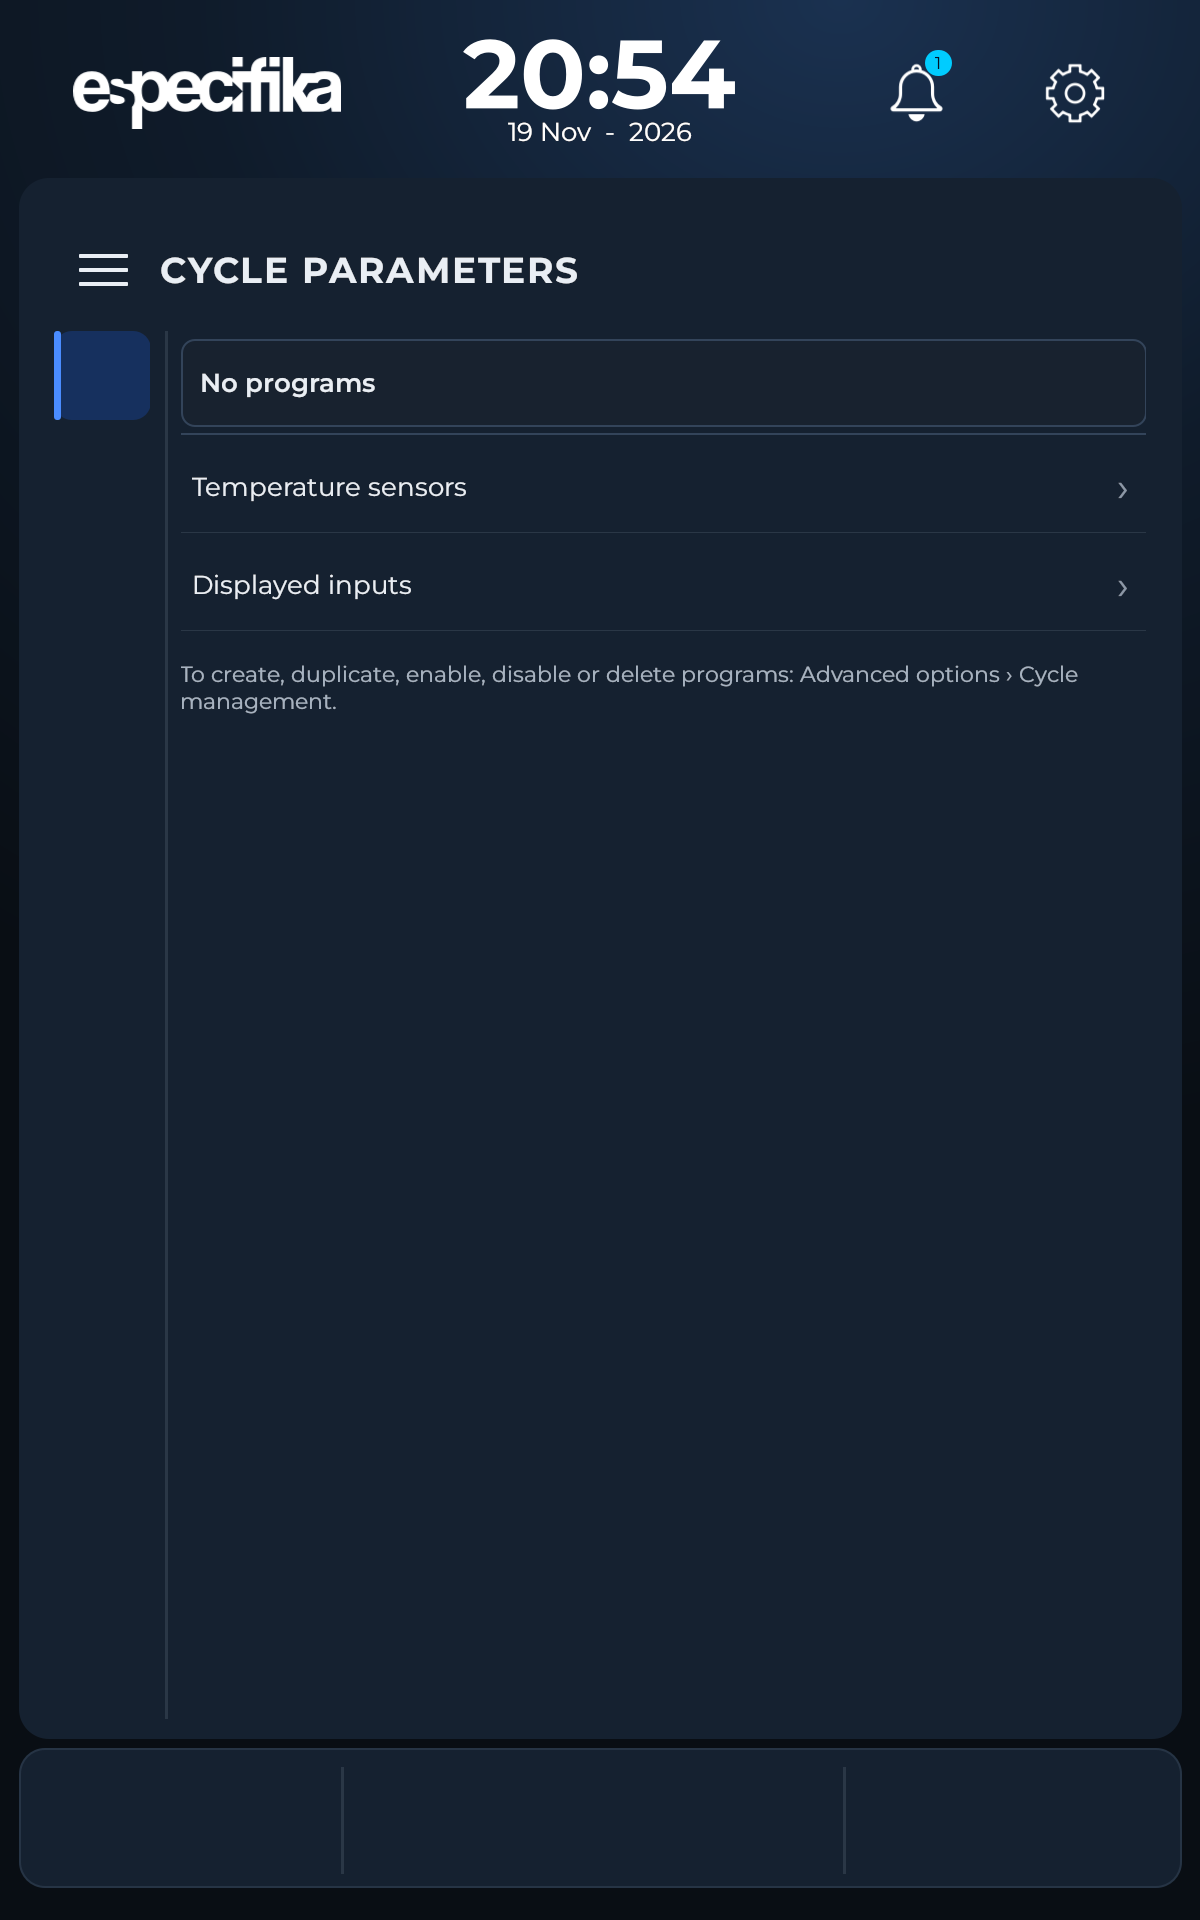 especifika
20:54
19 Nov - 2026
1
CYCLE PARAMETERS
No programs
Temperature sensors ›
Displayed inputs ›
To create, duplicate, enable, disable or delete programs: Advanced options › Cycle
management.